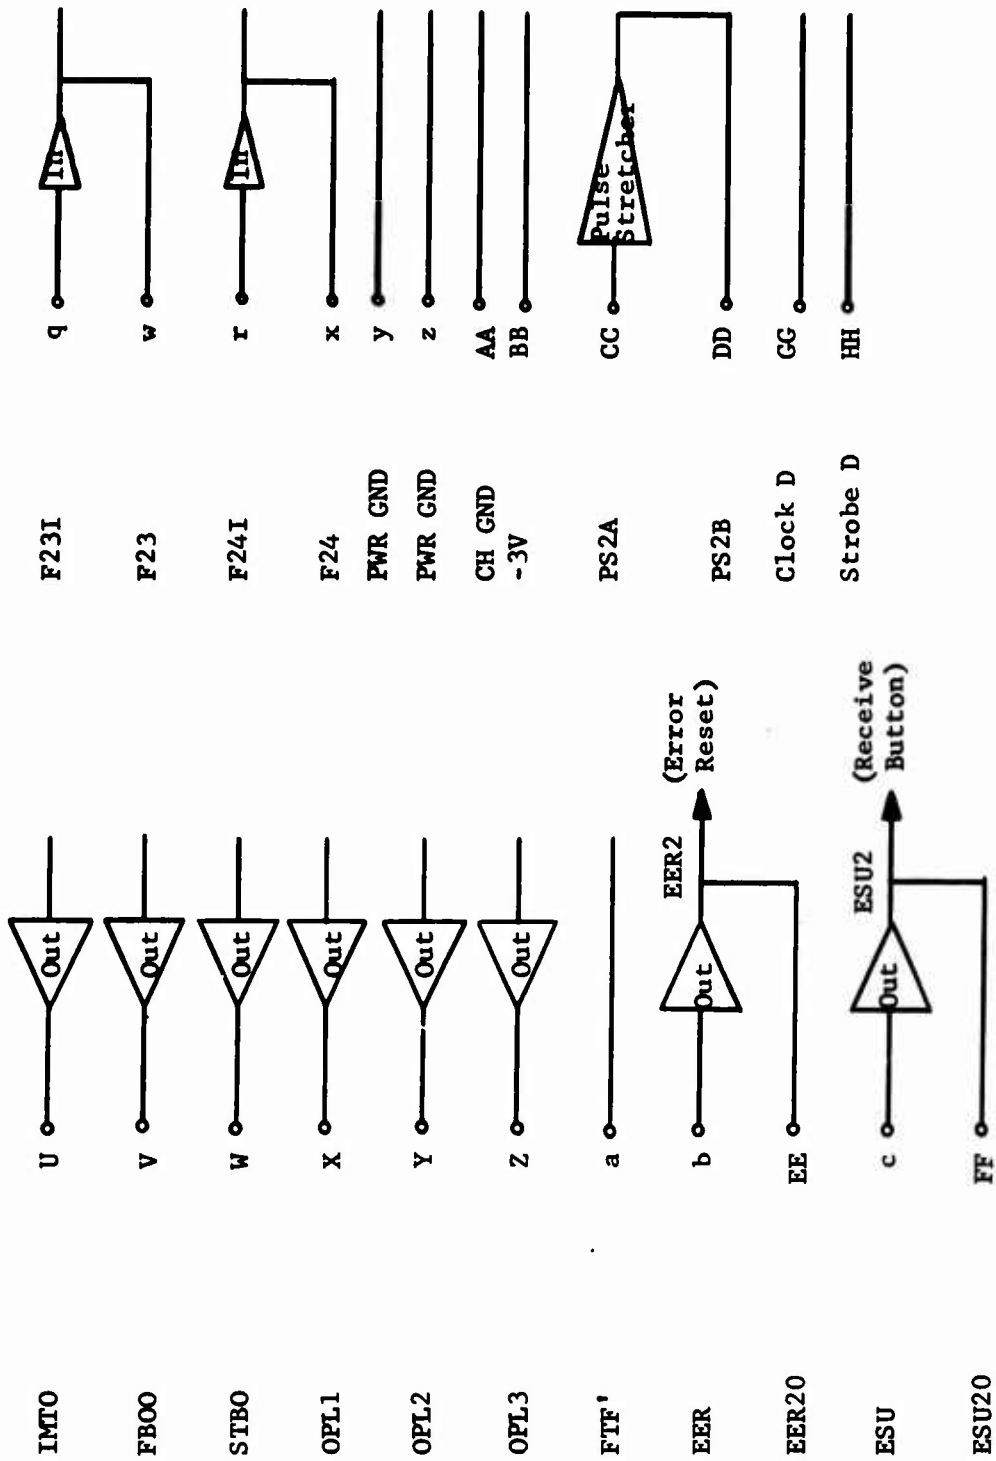 IMTO U Out
FBOO V Out
STBO W Out
OPL1 X Out
OPL2 Y Out
OPL3 Z Out
FTF' a
EER b Out EER2 (Error
Reset)
EER20 EE
ESU c Out ESU2 (Receive
Button)
ESU20 FF
F23I q In
F23 w
F24I r In
F24 x
PWR GND y
PWR GND z
CH GND AA
-3V BB
PS2A CC Pulse
Stretcher
PS2B DD
Clock D GG
Strobe D HH